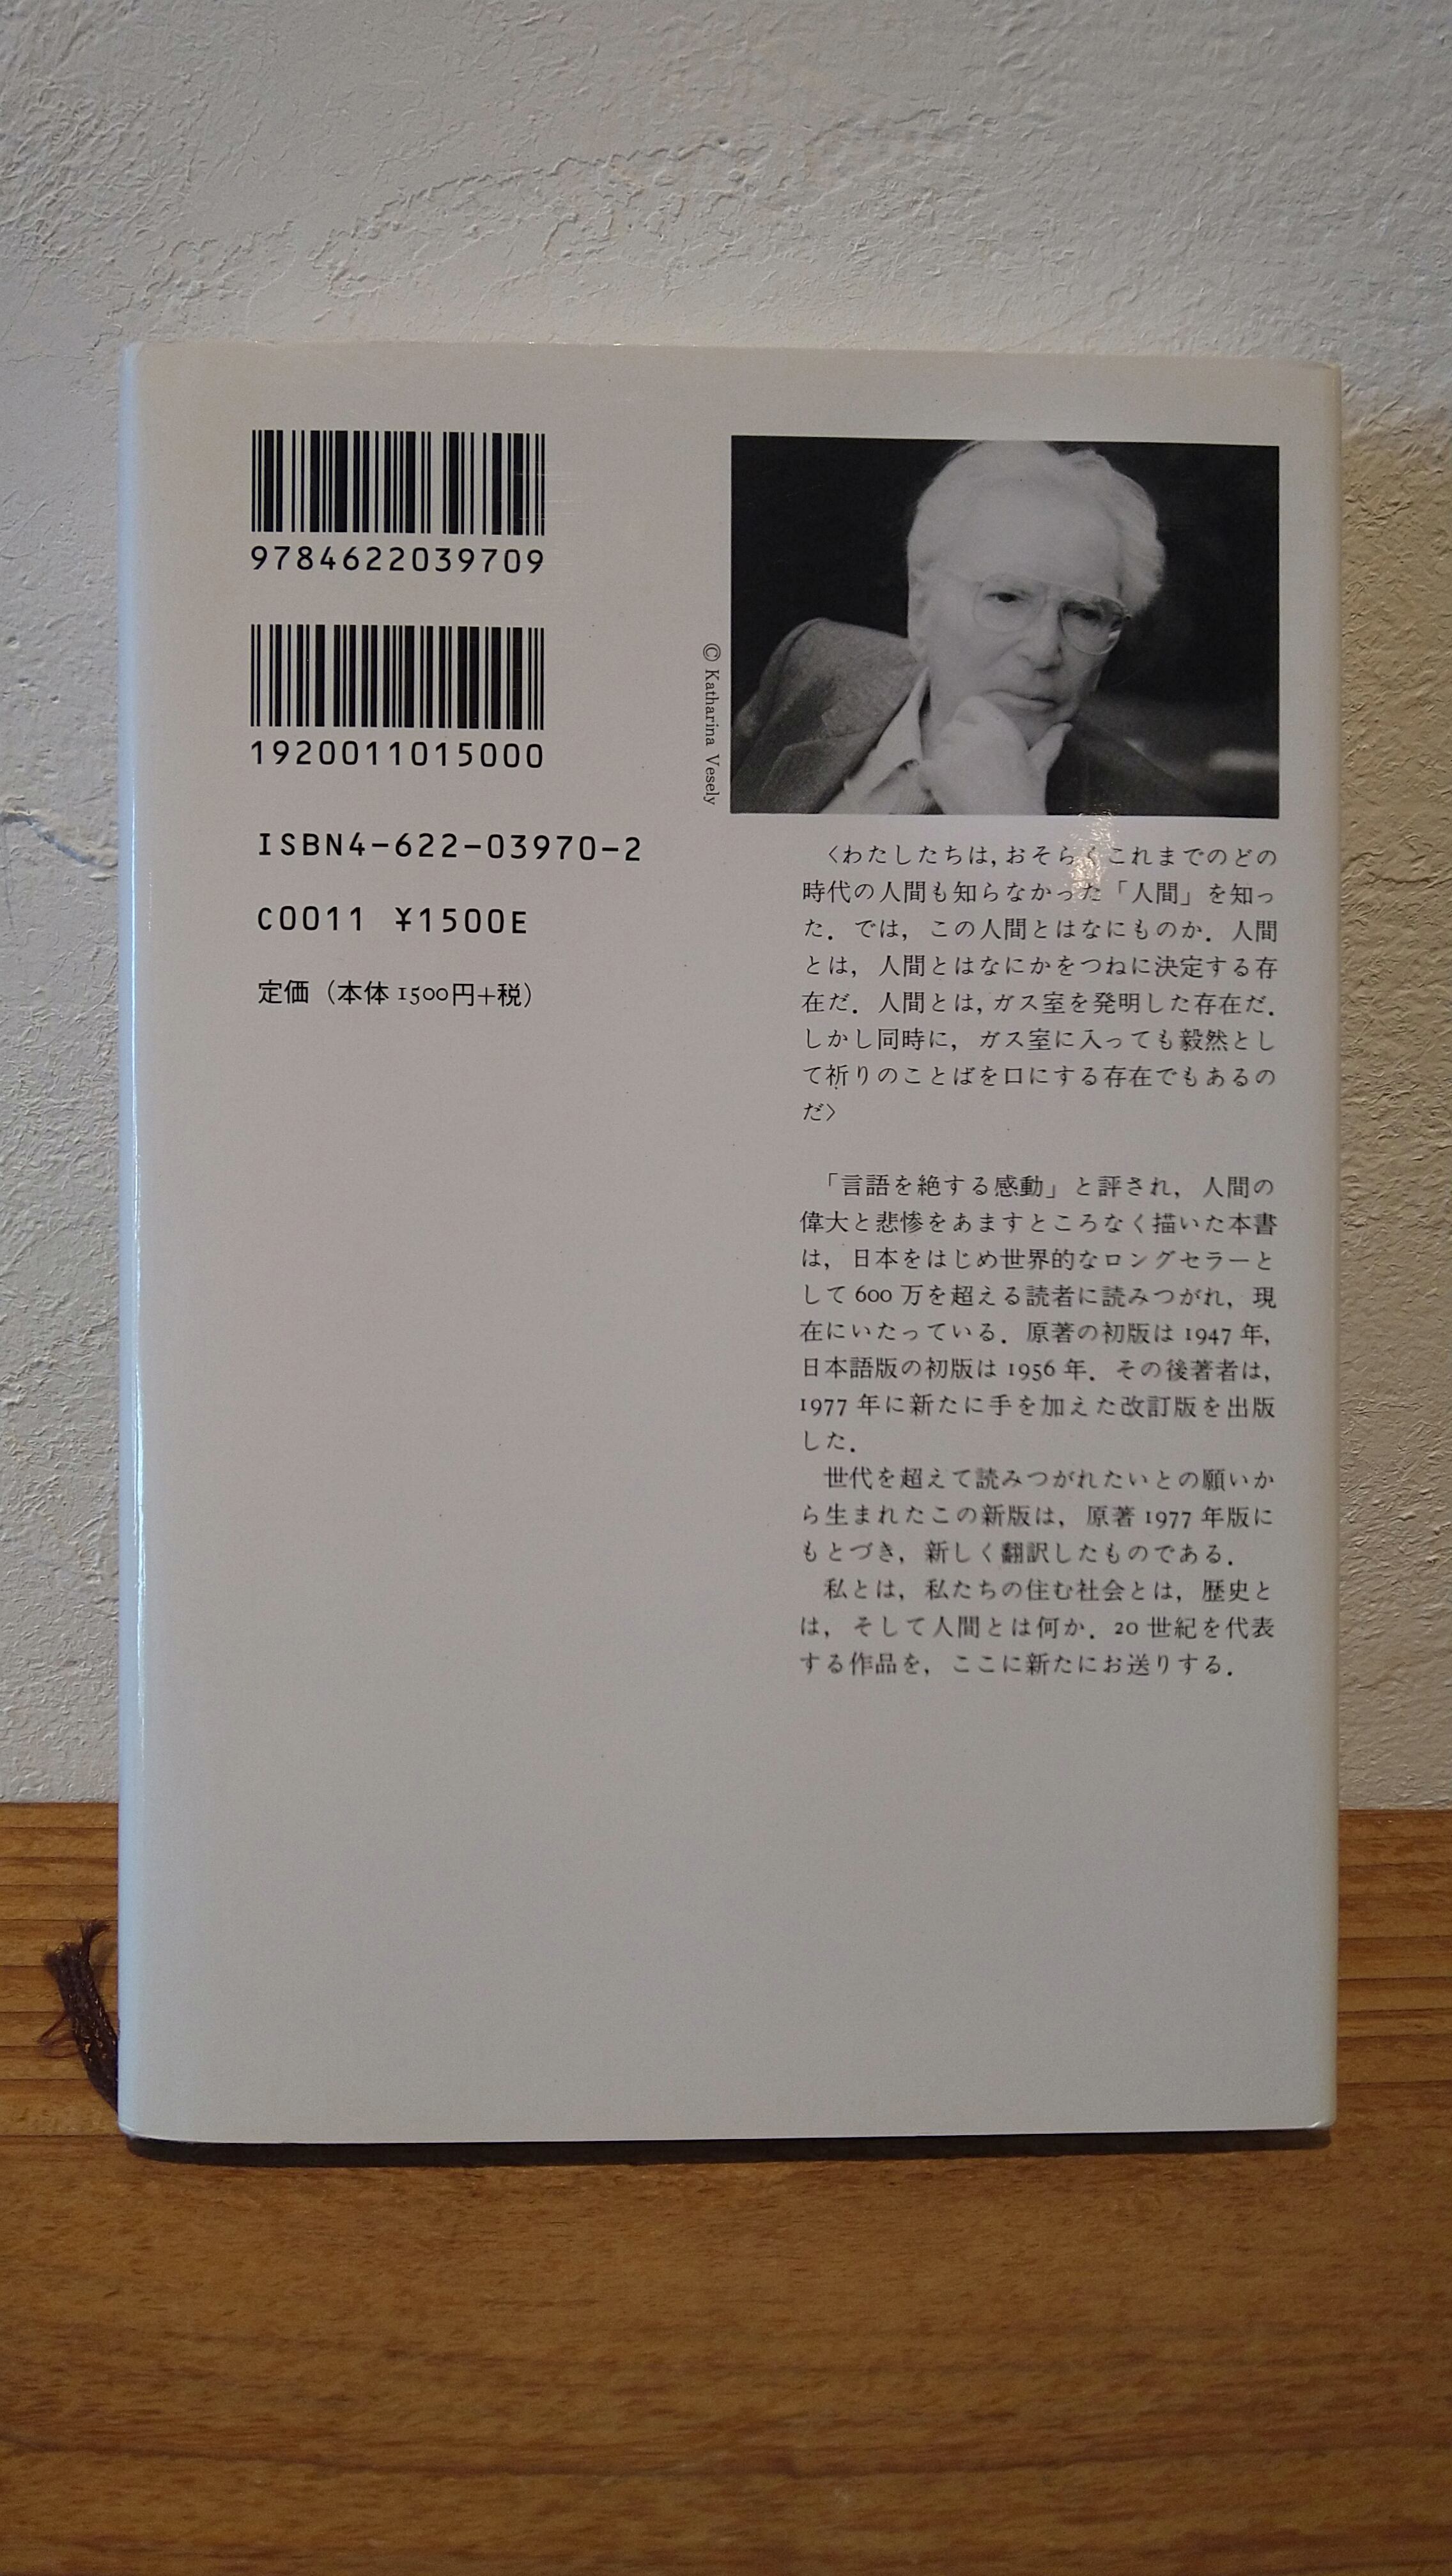 9784622039709
1920011015000
ISBN4-622-03970-2
C0011 ¥1500E
定価（本体1500円+税）
© Katharina Vesely
〈わたしたちは，おそらくこれまでのどの
時代の人間も知らなかった「人間」を知っ
た．では，この人間とはなにものか．人間
とは，人間とはなにかをつねに決定する存
在だ．人間とは，ガス室を発明した存在だ．
しかし同時に，ガス室に入っても毅然とし
て祈りのことばを口にする存在でもあるの
だ〉
「言語を絶する感動」と評され，人間の
偉大と悲惨をあますところなく描いた本書
は，日本をはじめ世界的なロングセラーと
して600万を超える読者に読みつがれ，現
在にいたっている．原著の初版は1947年，
日本語版の初版は1956年．その後著者は，
1977年に新たに手を加えた改訂版を出版
した．
世代を超えて読みつがれたいとの願いか
ら生まれたこの新版は，原著1977年版に
もとづき，新しく翻訳したものである．
私とは，私たちの住む社会とは，歴史と
は，そして人間とは何か．20世紀を代表
する作品を，ここに新たにお送りする．